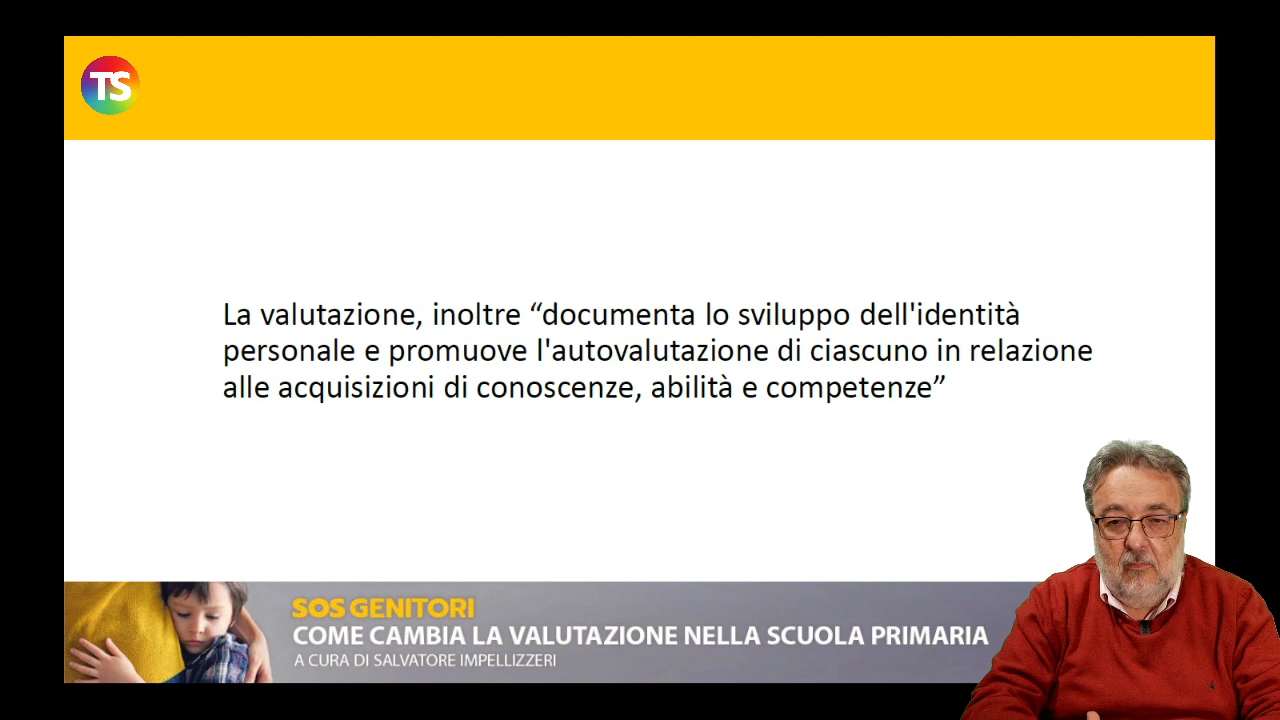 TS
La valutazione, inoltre “documenta lo sviluppo dell'identità
personale e promuove l'autovalutazione di ciascuno in relazione
alle acquisizioni di conoscenze, abilità e competenze”
SOS GENITORI
COME CAMBIA LA VALUTAZIONE NELLA SCUOLA PRIMARIA
A CURA DI SALVATORE IMPELLIZZERI